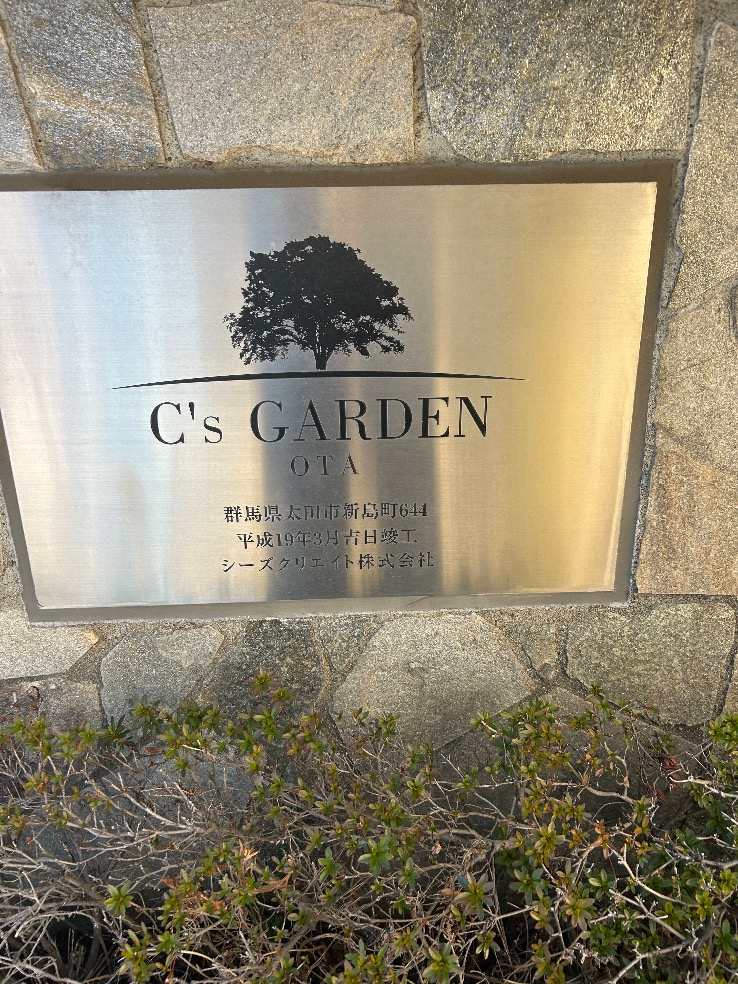 C's GARDEN
OTA
群馬県太田市新島町644
平成19年3月吉日竣工
シーズクリエイト株式会社